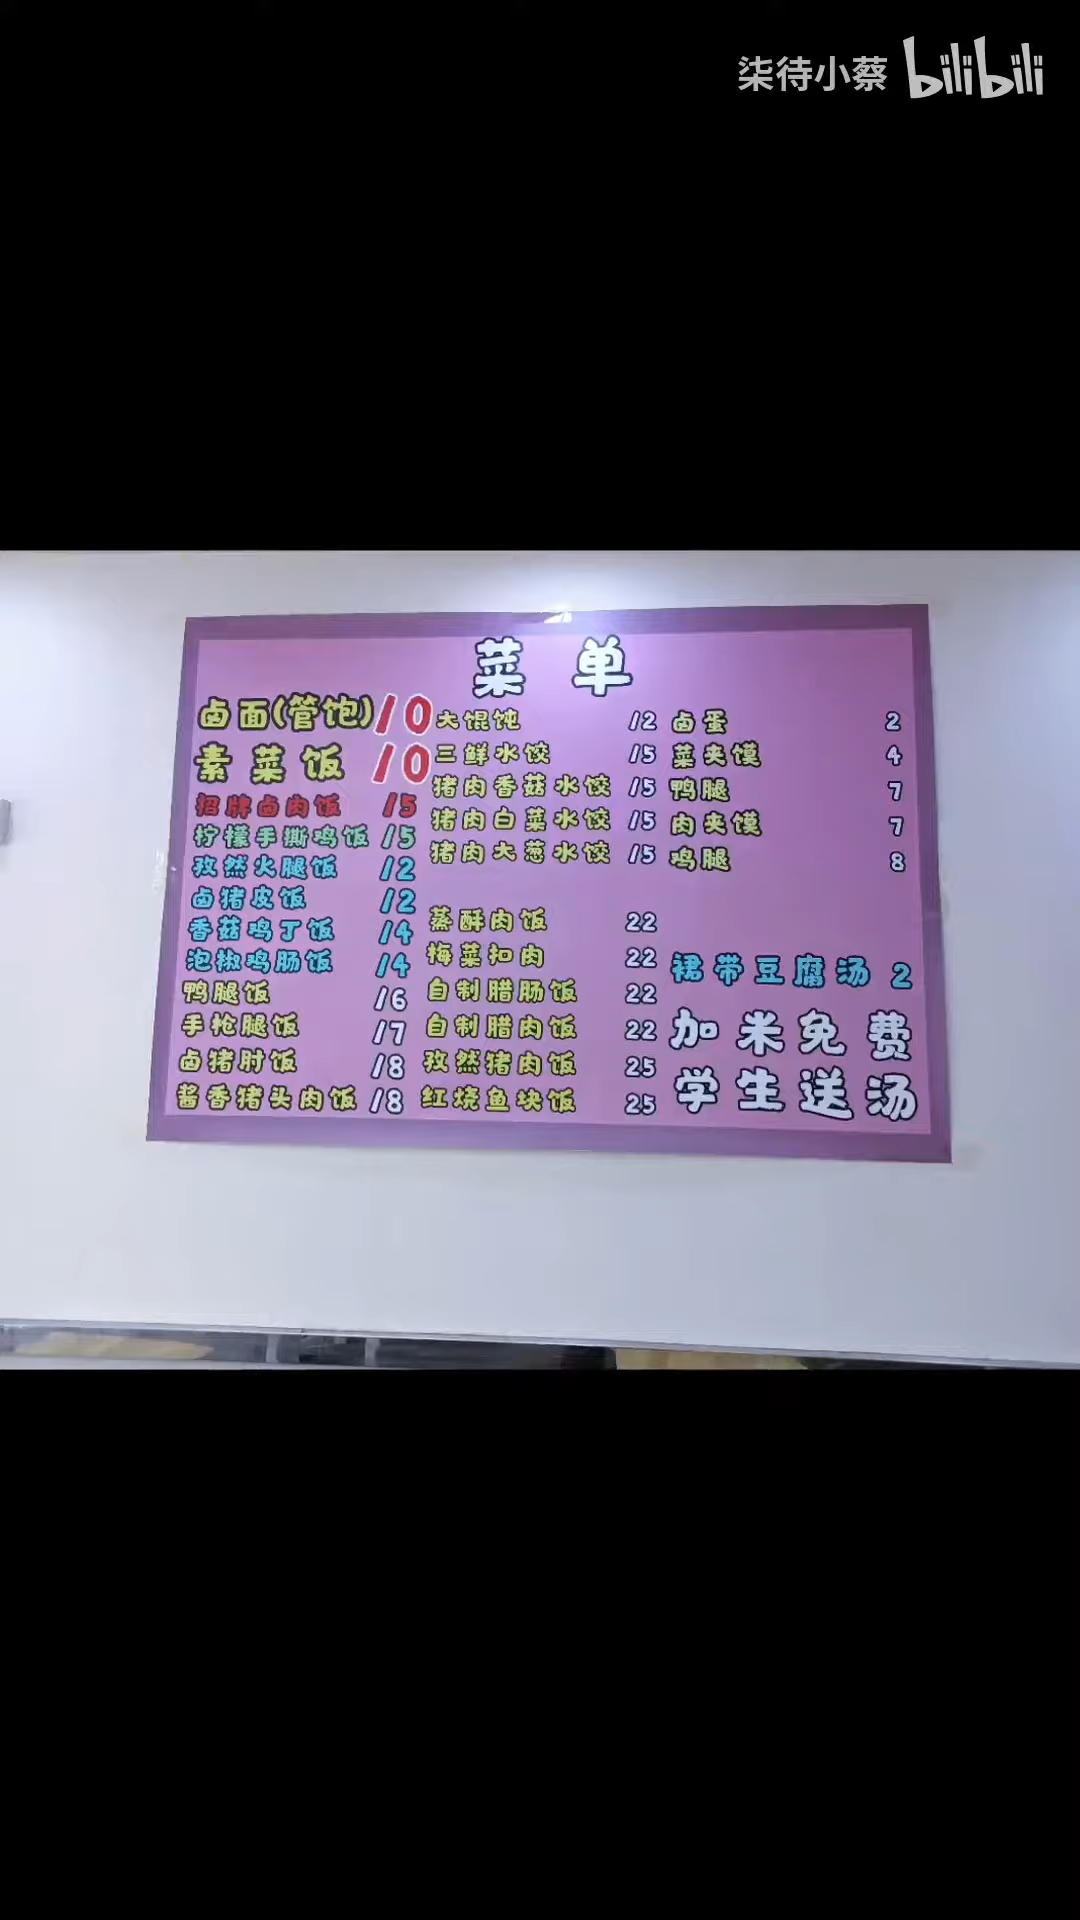 柒待小蔡 bilibili
菜单
卤面(管饱) 10
素菜饭 10
招牌卤肉饭 15
柠檬手撕鸡饭 15
孜然火腿饭 12
卤猪皮饭 12
香菇鸡丁饭 14
泡椒鸡肠饭 14
鸭腿饭 16
手枪腿饭 17
卤猪肘饭 18
酱香猪头肉饭 18
大馄饨 12
三鲜水饺 15
猪肉香菇水饺 15
猪肉白菜水饺 15
猪肉大葱水饺 15
蒸酥肉饭 22
梅菜扣肉 22
自制腊肠饭 22
自制腊肉饭 22
孜然猪肉饭 25
红烧鱼块饭 25
卤蛋 2
菜夹馍 4
鸭腿 7
肉夹馍 7
鸡腿 8
裙带豆腐汤 2
加米免费
学生送汤